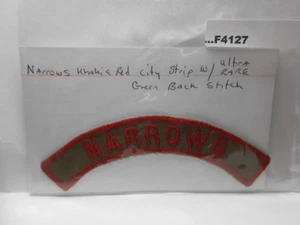 ...F4127
Narrows Khaki & Red City Strip W/ ultra RARE
Green Back Stitch
NARROWS